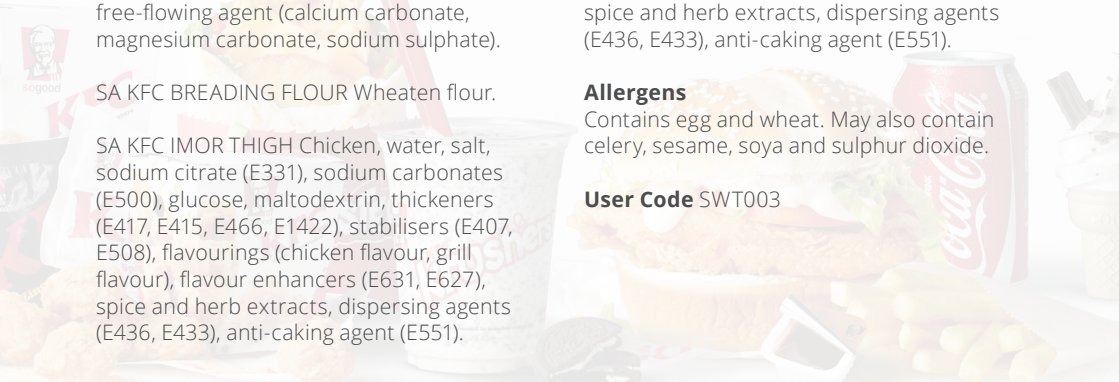 free-flowing agent (calcium carbonate,
magnesium carbonate, sodium sulphate).
SA KFC BREADING FLOUR Wheaten flour.
SA KFC IMOR THIGH Chicken, water, salt,
sodium citrate (E331), sodium carbonates
(E500), glucose, maltodextrin, thickeners
(E417, E415, E466, E1422), stabilisers (E407,
E508), flavourings (chicken flavour, grill
flavour), flavour enhancers (E631, E627),
spice and herb extracts, dispersing agents
(E436, E433), anti-caking agent (E551).
spice and herb extracts, dispersing agents
(E436, E433), anti-caking agent (E551).
Allergens
Contains egg and wheat. May also contain
celery, sesame, soya and sulphur dioxide.
User Code SWT003
sogood
Coca-Cola